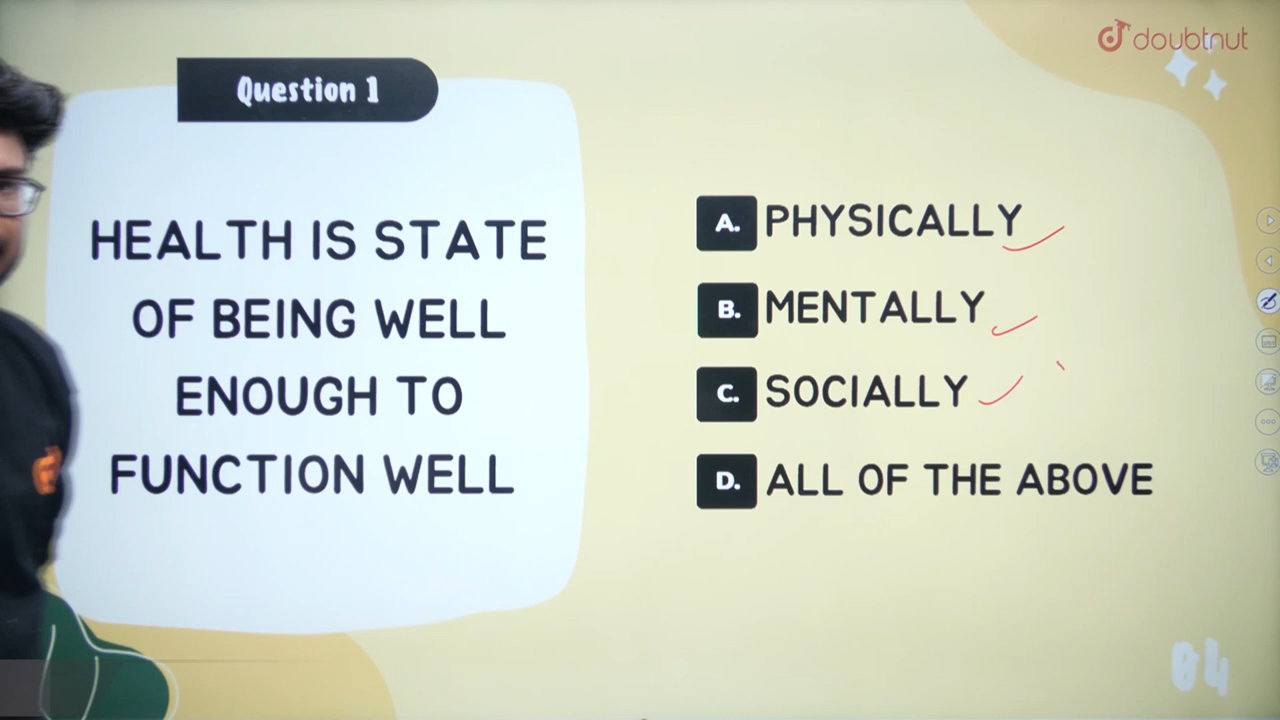 doubtnut
Question 1
HEALTH IS STATE
OF BEING WELL
ENOUGH TO
FUNCTION WELL
A. PHYSICALLY
B. MENTALLY
C. SOCIALLY
D. ALL OF THE ABOVE
04